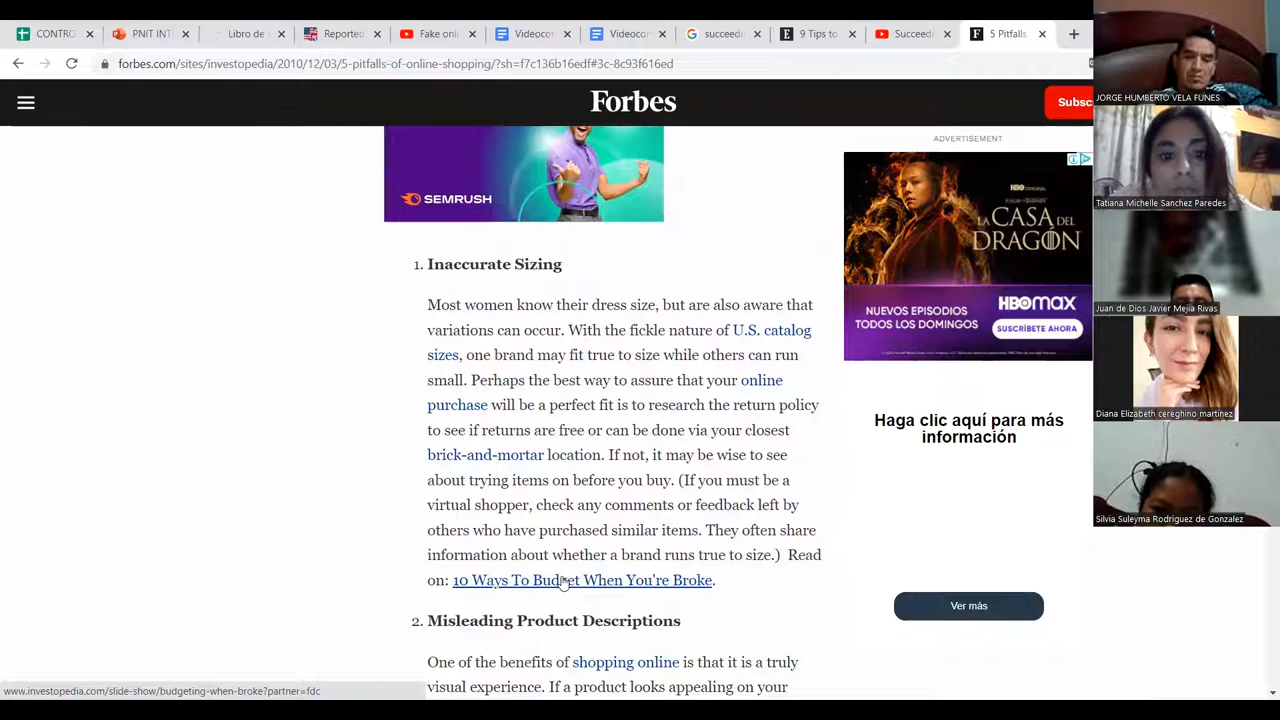 CONTRO
PNIT INT
Libro de
Reported
Fake onl
Videocor
Videocor
succeedi
9 Tips to
Succeedi
5 Pitfalls
forbes.com/sites/investopedia/2010/12/03/5-pitfalls-of-online-shopping/?sh=f7c136b16edf#3c-8c93f616ed
Forbes
Subsc
SEMRUSH
1. Inaccurate Sizing
Most women know their dress size, but are also aware that
variations can occur. With the fickle nature of U.S. catalog
sizes, one brand may fit true to size while others can run
small. Perhaps the best way to assure that your online
purchase will be a perfect fit is to research the return policy
to see if returns are free or can be done via your closest
brick-and-mortar location. If not, it may be wise to see
about trying items on before you buy. (If you must be a
virtual shopper, check any comments or feedback left by
others who have purchased similar items. They often share
information about whether a brand runs true to size.) Read
on: 10 Ways To Budget When You're Broke.
2. Misleading Product Descriptions
One of the benefits of shopping online is that it is a truly
visual experience. If a product looks appealing on your
www.investopedia.com/slide-show/budgeting-when-broke?partner=fdc
ADVERTISEMENT
HBO ORIGINAL
LA CASA DEL
DRAGÓN
NUEVOS EPISODIOS
TODOS LOS DOMINGOS
HBOMAX
SUSCRÍBETE AHORA
Haga clic aquí para más
información
Ver más
JORGE HUMBERTO VELA FUNES
Tatiana Michelle Sanchez Paredes
Juan de Dios Javier Mejía Rivas
Diana Elizabeth cereghino martinez
Silvia Suleyma Rodriguez de Gonzalez